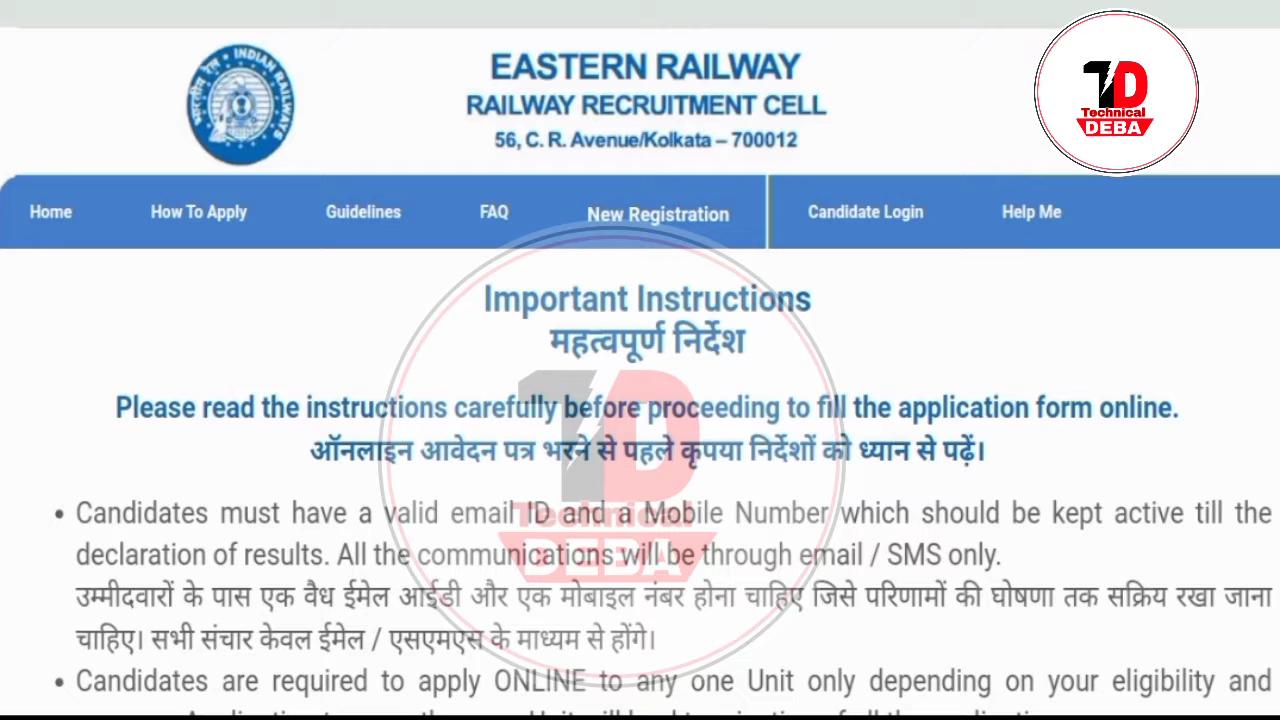 EASTERN RAILWAY
RAILWAY RECRUITMENT CELL
56, C. R. Avenue/Kolkata – 700012
INDIAN RAILWAYS
भारतीय रेल
TD
Technical
DEBA
Home How To Apply Guidelines FAQ New Registration Candidate Login Help Me
Important Instructions
महत्वपूर्ण निर्देश
Please read the instructions carefully before proceeding to fill the application form online.
ऑनलाइन आवेदन पत्र भरने से पहले कृपया निर्देशों को ध्यान से पढ़ें।
• Candidates must have a valid email ID and a Mobile Number which should be kept active till the
declaration of results. All the communications will be through email / SMS only.
उम्मीदवारों के पास एक वैध ईमेल आईडी और एक मोबाइल नंबर होना चाहिए जिसे परिणामों की घोषणा तक सक्रिय रखा जाना
चाहिए। सभी संचार केवल ईमेल / एसएमएस के माध्यम से होंगे।
• Candidates are required to apply ONLINE to any one Unit only depending on your eligibility and
TD
Technical
DEBA